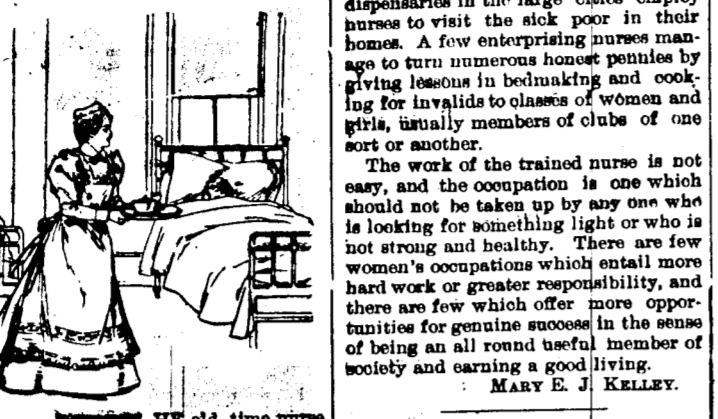 dispensaries in the large cities employ
nurses to visit the sick poor in their
homes. A few enterprising nurses man-
age to turn numerous honest pennies by
giving lessons in bedmaking and cook-
ing for invalids to classes of women and
girls, usually members of clubs of one
sort or another.
The work of the trained nurse is not
easy, and the occupation is one which
should not be taken up by any one who
is looking for something light or who is
not strong and healthy. There are few
women's occupations which entail more
hard work or greater responsibility, and
there are few which offer more oppor-
tunities for genuine success in the sense
of being an all round useful member of
society and earning a good living.
MARY E. J. KELLEY.
old time nurse